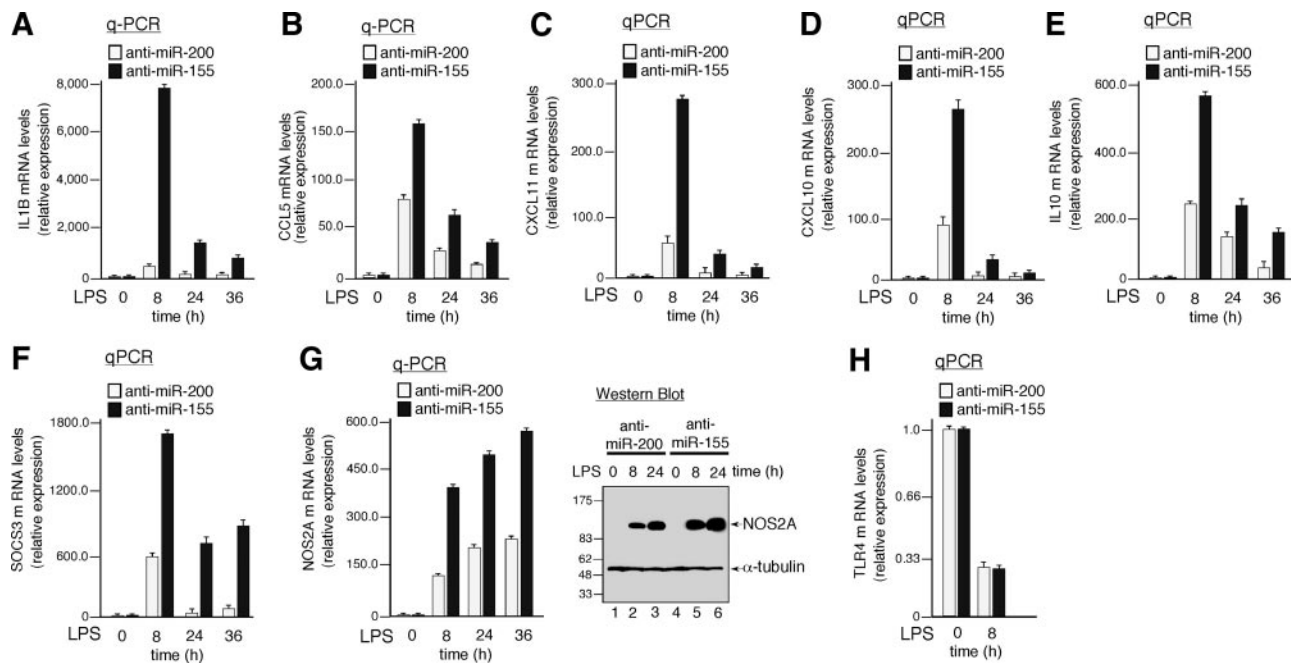 A
q-PCR
anti-miR-200
anti-miR-155
8,000
6,000
4,000
2,000
0
IL1B mRNA levels
(relative expression)
LPS 0 8 24 36
time (h)
B
q-PCR
anti-miR-200
anti-miR-155
200.0
150.0
100.0
50.0
0
CCL5 mRNA levels
(relative expression)
LPS 0 8 24 36
time (h)
C
qPCR
anti-miR-200
anti-miR-155
300.0
200.0
100.0
0
CXCL11 m RNA levels
(relative expression)
LPS 0 8 24 36
time (h)
D
qPCR
anti-miR-200
anti-miR-155
300.0
200.0
100.0
0
CXCL10 m RNA levels
(relative expression)
LPS 0 8 24 36
time (h)
E
qPCR
anti-miR-200
anti-miR-155
600.0
400.0
200.0
0
IL10 m RNA levels
(relative expression)
LPS 0 8 24 36
time (h)
F
qPCR
anti-miR-200
anti-miR-155
1800.0
1200.0
600.0
0
SOCS3 m RNA levels
(relative expression)
LPS 0 8 24 36
time (h)
G
q-PCR
anti-miR-200
anti-miR-155
600.0
450.0
300.0
150.0
0
NOS2A m RNA levels
(relative expression)
LPS 0 8 24 36
time (h)
Western Blot
anti-
miR-200
anti-
miR-155
LPS 0 8 24 0 8 24 time (h)
175
83
62
48
33
NOS2A
α-tubulin
1 2 3 4 5 6
H
qPCR
anti-miR-200
anti-miR-155
1.0
0.66
0.33
0
TLR4 m RNA levels
(relative expression)
LPS 0 8
time (h)